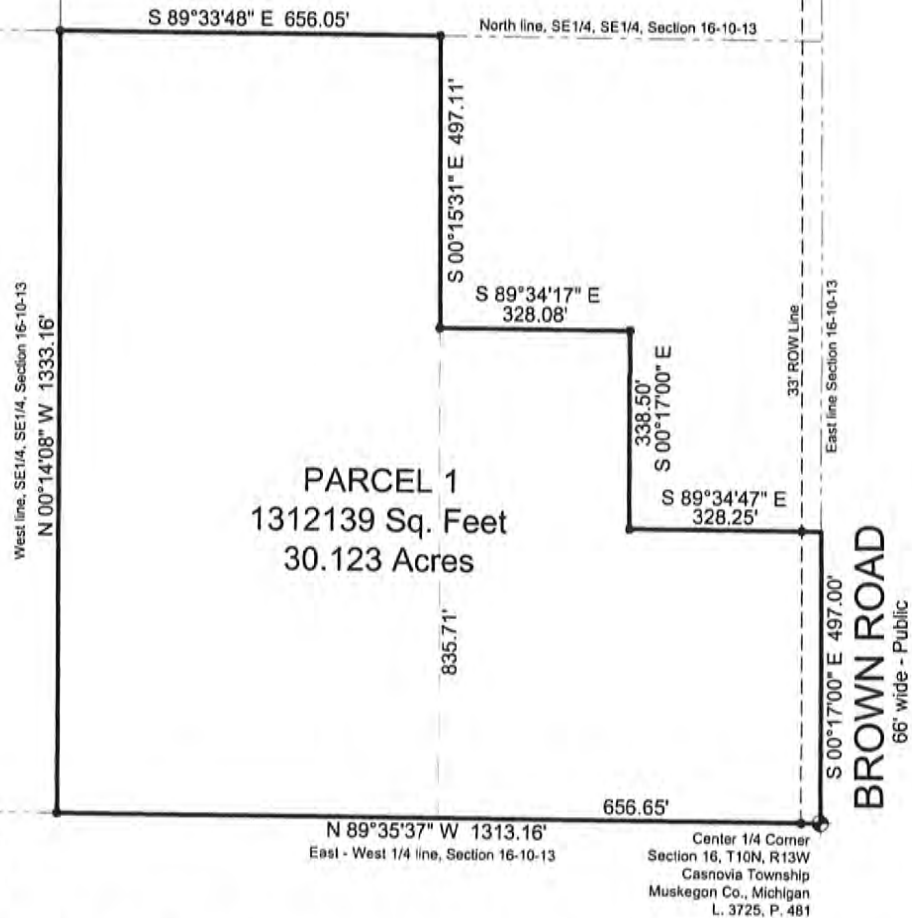 S 89°33'48" E 656.05'
North line, SE1/4, SE1/4, Section 16-10-13
S 00°15'31" E 497.11'
S 89°34'17" E
328.08'
338.50'
S 00°17'00" E
33' ROW Line
East line Section 16-10-13
West line, SE1/4, SE1/4, Section 16-10-13
N 00°14'08" W 1333.16'
PARCEL 1
1312139 Sq. Feet
30.123 Acres
S 89°34'47" E
328.25'
835.71'
S 00°17'00" E 497.00'
BROWN ROAD
66' wide - Public
656.65'
N 89°35'37" W 1313.16'
East - West 1/4 line, Section 16-10-13
Center 1/4 Corner
Section 16, T10N, R13W
Casnovia Township
Muskegon Co., Michigan
L. 3725, P. 481